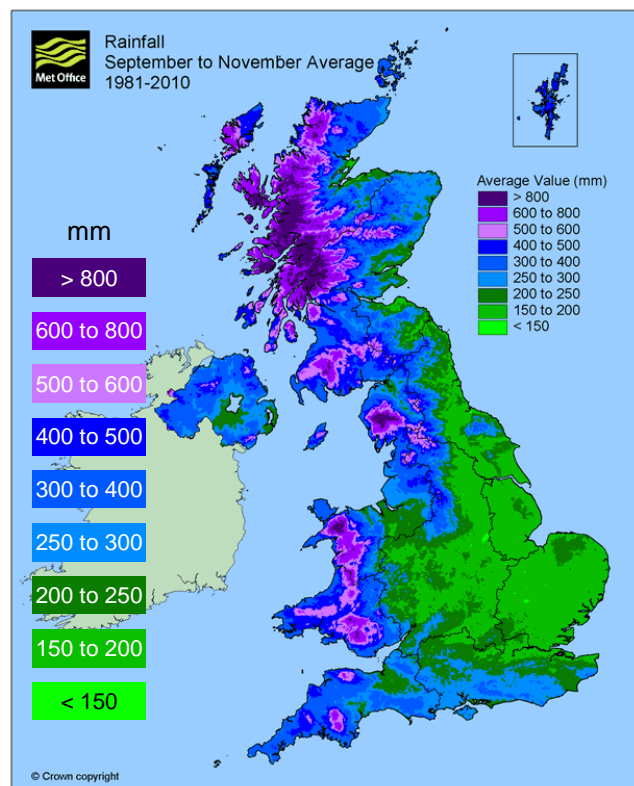 Met Office
Rainfall
September to November Average
1981-2010
Average Value (mm)
> 800
600 to 800
500 to 600
400 to 500
300 to 400
250 to 300
200 to 250
150 to 200
< 150
mm
> 800
600 to 800
500 to 600
400 to 500
300 to 400
250 to 300
200 to 250
150 to 200
< 150
© Crown copyright